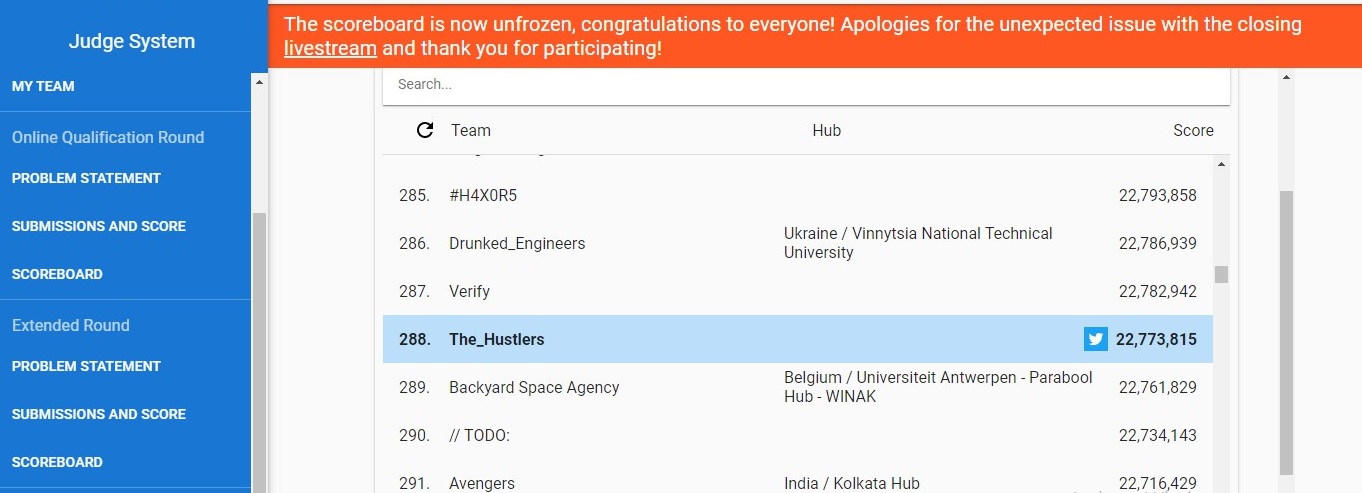 Judge System
The scoreboard is now unfrozen, congratulations to everyone! Apologies for the unexpected issue with the closing
livestream and thank you for participating!
MY TEAM
Online Qualification Round
PROBLEM STATEMENT
SUBMISSIONS AND SCORE
SCOREBOARD
Extended Round
PROBLEM STATEMENT
SUBMISSIONS AND SCORE
SCOREBOARD
Search...
Team Hub Score
285. #H4X0R5 22,793,858
286. Drunked_Engineers Ukraine / Vinnytsia National Technical
University 22,786,939
287. Verify 22,782,942
288. The_Hustlers 22,773,815
289. Backyard Space Agency Belgium / Universiteit Antwerpen - Parabool
Hub - WINAK 22,761,829
290. // TODO: 22,734,143
291. Avengers India / Kolkata Hub 22,716,429